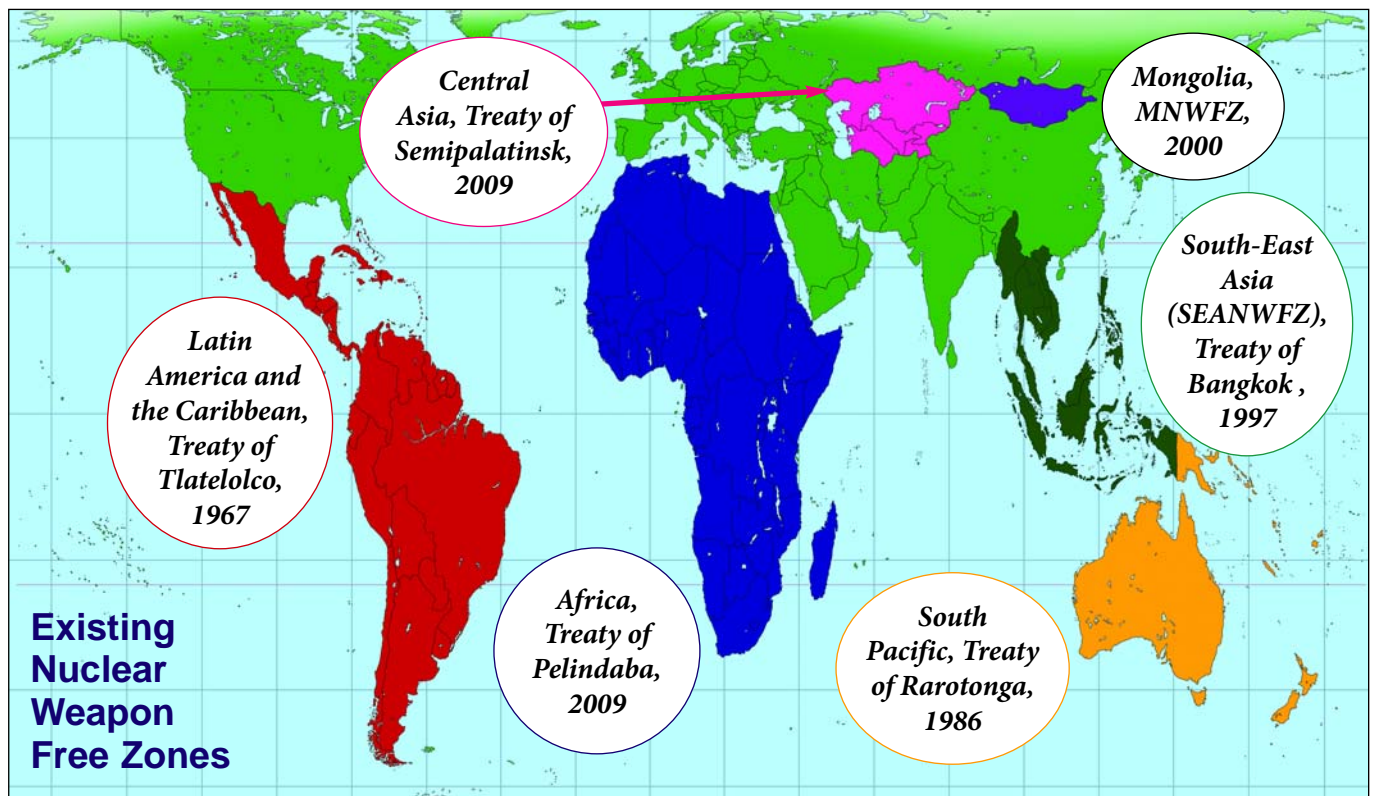 Central
Asia, Treaty of
Semipalatinsk,
2009
Mongolia,
MNWFZ,
2000
South-East
Asia
(SEANWFZ),
Treaty of
Bangkok ,
1997
Latin
America and
the Caribbean,
Treaty of
Tlatelolco,
1967
Africa,
Treaty of
Pelindaba,
2009
South
Pacific, Treaty
of Rarotonga,
1986
Existing
Nuclear
Weapon
Free Zones